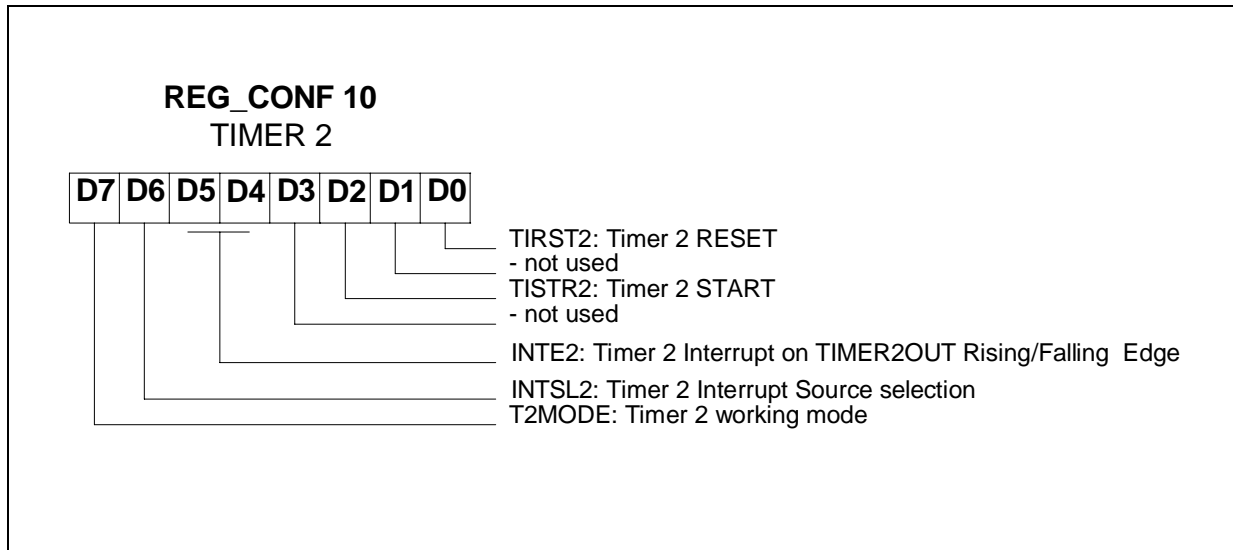 REG_CONF 10
TIMER 2
D7 D6 D5 D4 D3 D2 D1 D0
TIRST2: Timer 2 RESET
- not used
TISTR2: Timer 2 START
- not used
INTE2: Timer 2 Interrupt on TIMER2OUT Rising/Falling Edge
INTSL2: Timer 2 Interrupt Source selection
T2MODE: Timer 2 working mode